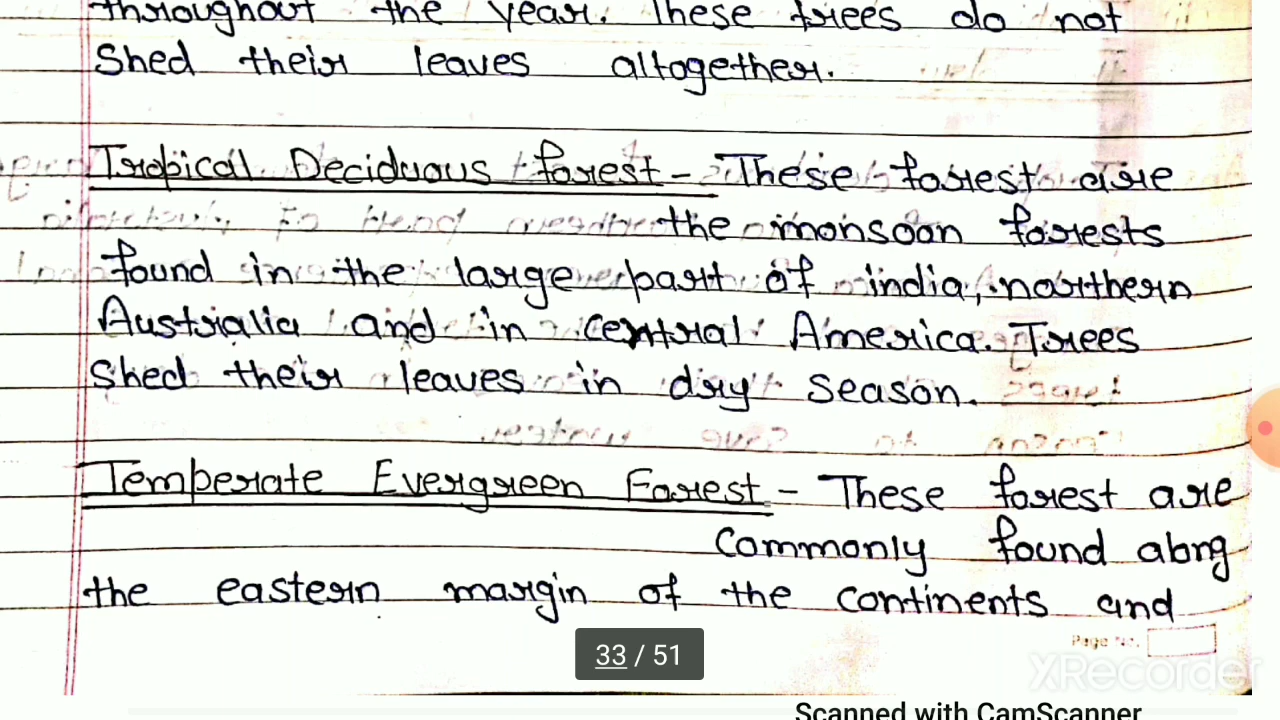 throughout the year. These trees do not
shed their leaves altogether.
Tropical Deciduous forest - These forest are
the monsoon forests
found in the large part of india, northern
Australia and in central America. Trees
shed their leaves in dry season.
Temperate Evergreen Forest - These forest are
commonly found along
the eastern margin of the continents and
33 / 51
Page No.
XRecorder
Scanned with CamScanner